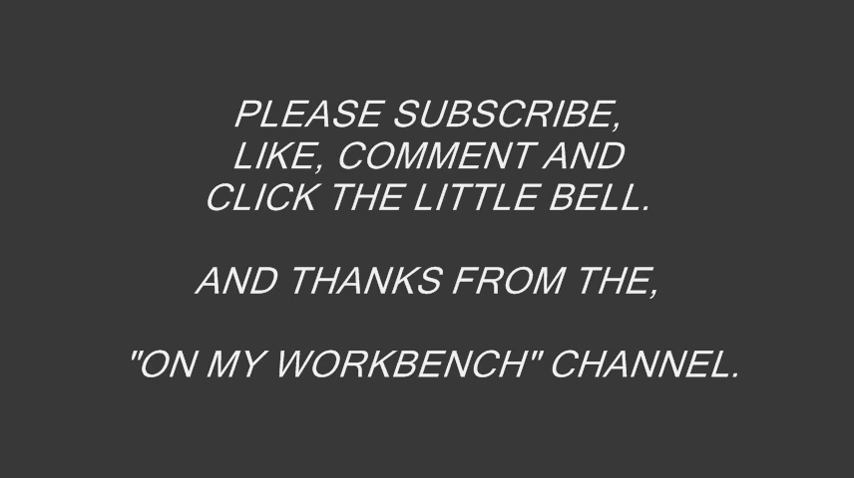 PLEASE SUBSCRIBE,
LIKE, COMMENT AND
CLICK THE LITTLE BELL.
AND THANKS FROM THE,
"ON MY WORKBENCH" CHANNEL.